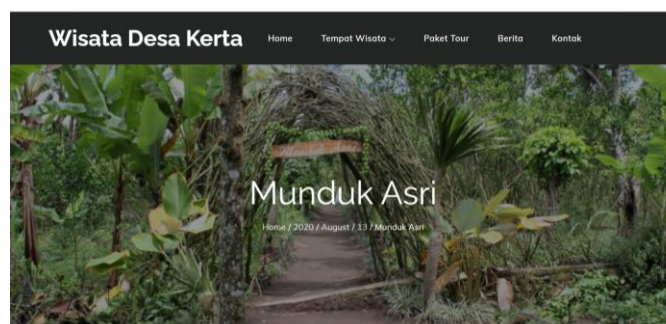 Wisata Desa Kerta Home Tempat Wisata Paket Tour Berita Kontak
Munduk Asri
Home / 2020 / August / 13 / Munduk Asri